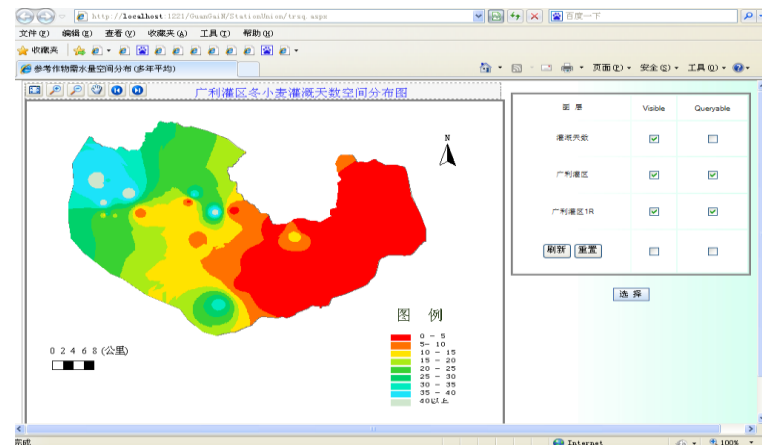 http://localhost:1221/GuanGaiN/StationUnion/trsq.aspx
百度一下
文件(F) 编辑(E) 查看(V) 收藏夹(A) 工具(T) 帮助(H)
收藏夹
参考作物需水量空间分布(多年平均)
页面(P) 安全(S) 工具(O)
广利灌区冬小麦灌溉天数空间分布图
图层 Visible Queryable
灌溉天数
广利灌区
广利灌区1R
刷新 重置
选择
N
图 例
0 - 5
5- 10
10 - 15
15 - 20
20 - 25
25 - 30
30 - 35
35 - 40
40以上
0 2 4 6 8(公里)
完成 Internet 100%